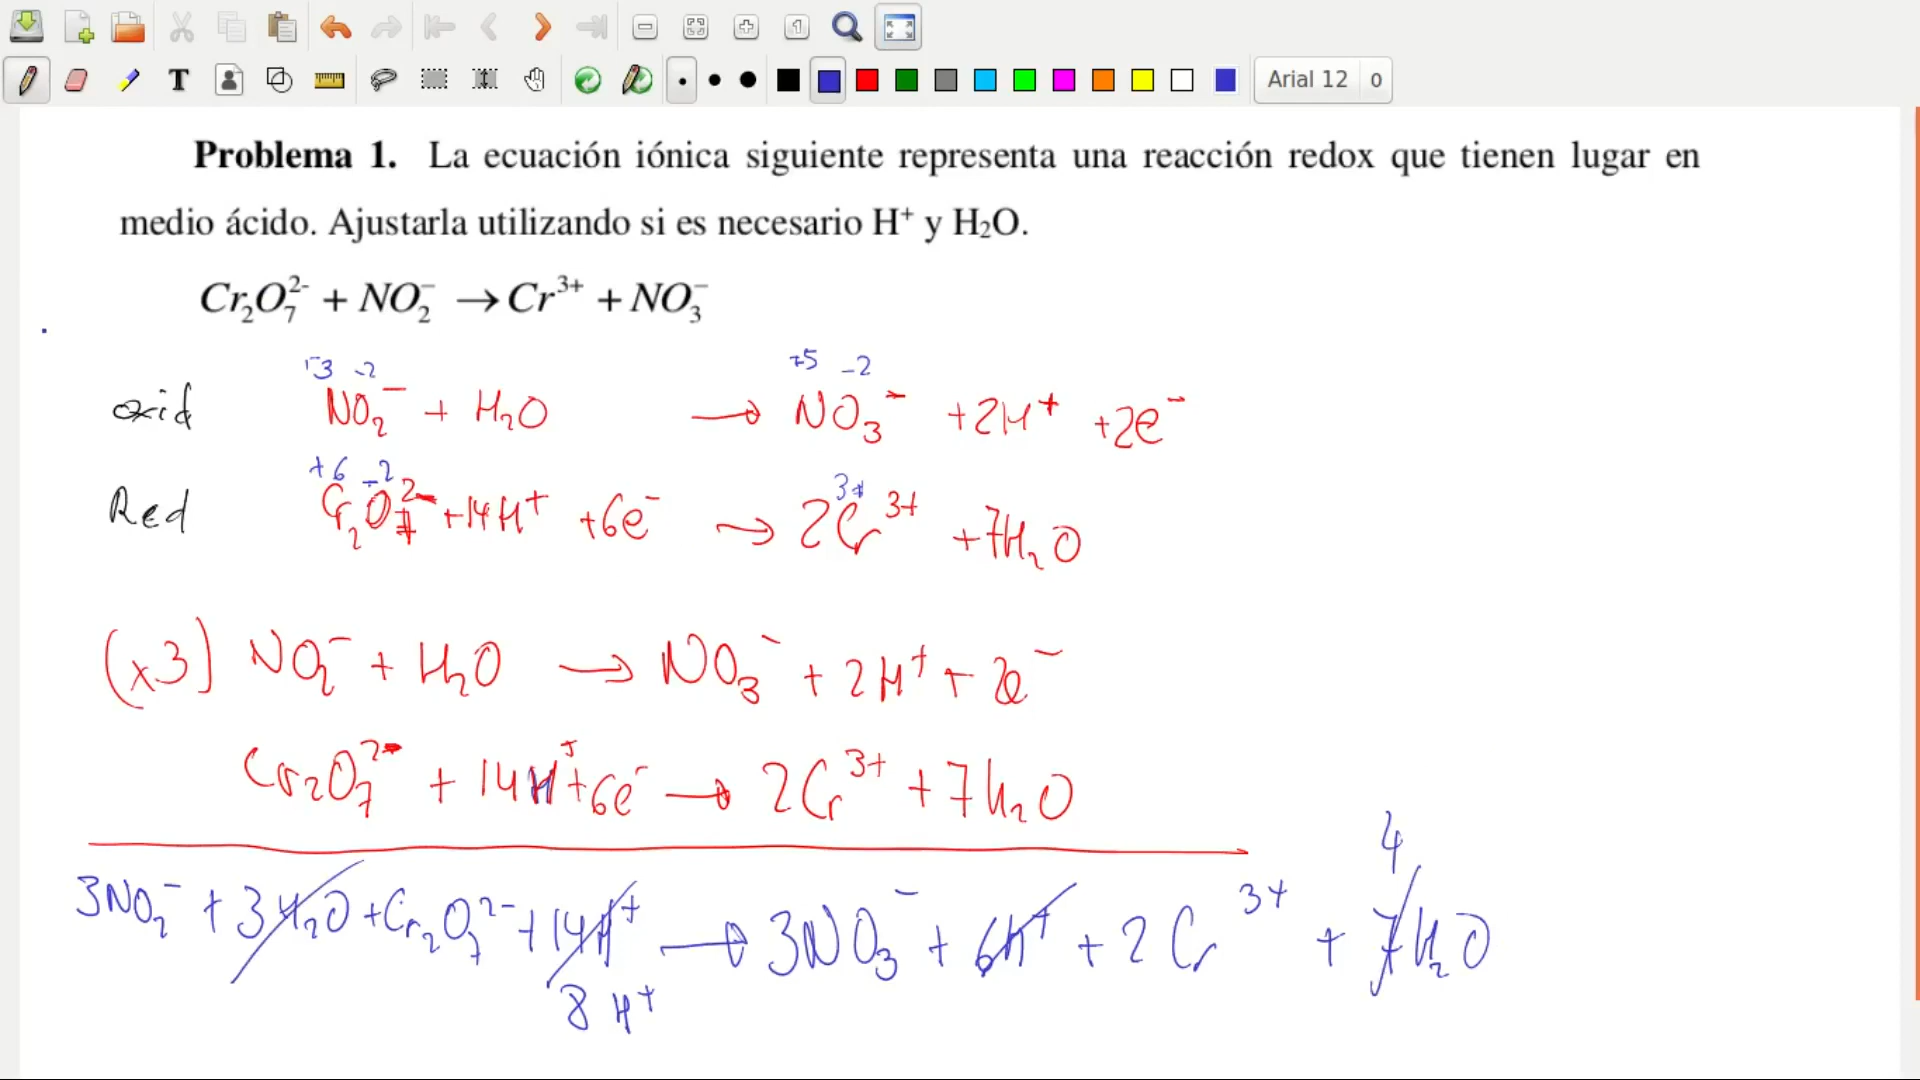 T Arial 12 0
Problema 1. La ecuación iónica siguiente representa una reacción redox que tienen lugar en
medio ácido. Ajustarla utilizando si es necesario H⁺ y H₂O.
Cr₂O₇²⁻ + NO₂⁻ → Cr³⁺ + NO₃⁻
+3 -2 +5 -2
oxid NO₂⁻ + H₂O → NO₃⁻ + 2H⁺ + 2e⁻
+6 -2 3+
Red Cr₂O₇²⁻ + 14H⁺ + 6e⁻ → 2Cr³⁺ + 7H₂O
(x3) NO₂⁻ + H₂O → NO₃⁻ + 2H⁺ + 2e⁻
Cr₂O₇²⁻ + 14H⁺ + 6e⁻ → 2Cr³⁺ + 7H₂O
4
3NO₂⁻ + 3H₂O + Cr₂O₇²⁻ + 14H⁺ → 3NO₃⁻ + 6H⁺ + 2Cr³⁺ + 7H₂O
8 H⁺